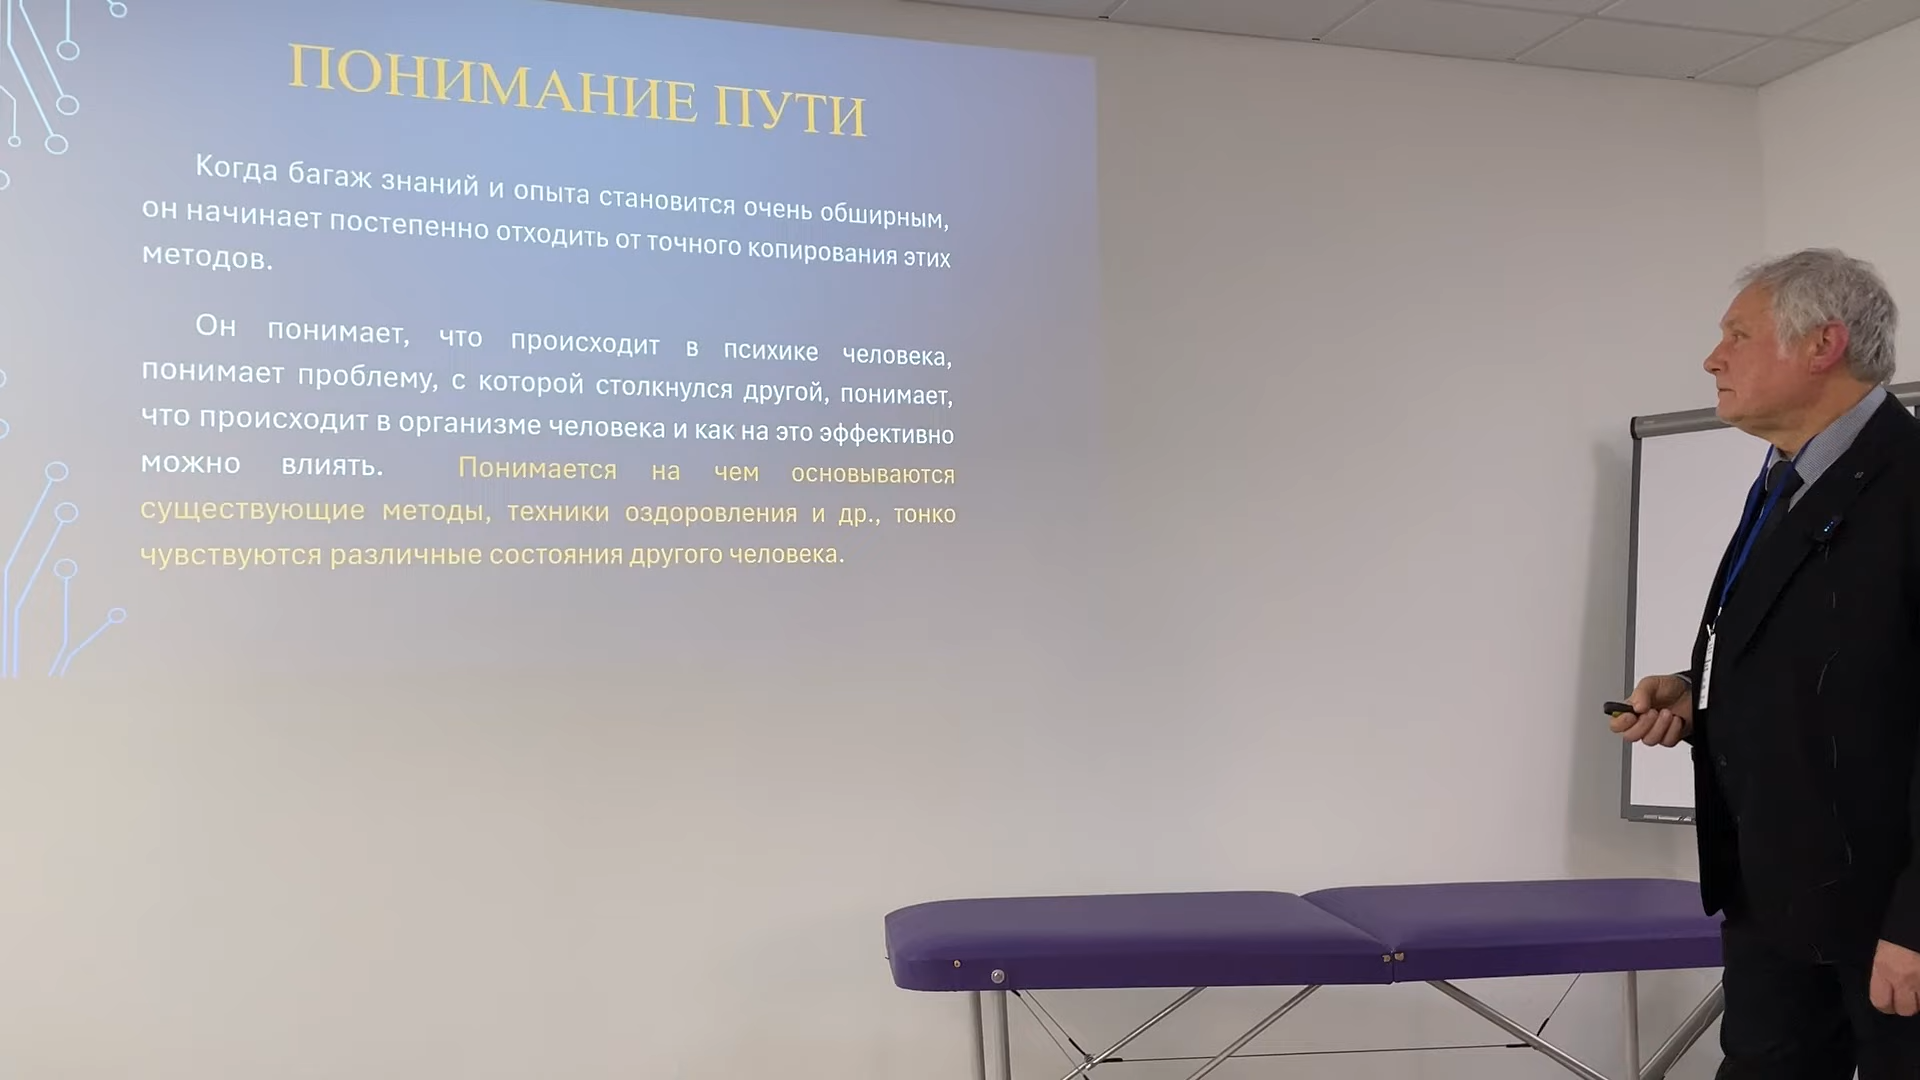 ПОНИМАНИЕ ПУТИ
Когда багаж знаний и опыта становится очень обширным,
он начинает постепенно отходить от точного копирования этих
методов.
Он понимает, что происходит в психике человека,
понимает проблему, с которой столкнулся другой, понимает,
что происходит в организме человека и как на это эффективно
можно влиять. Понимается на чем основываются
существующие методы, техники оздоровления и др., тонко
чувствуются различные состояния другого человека.